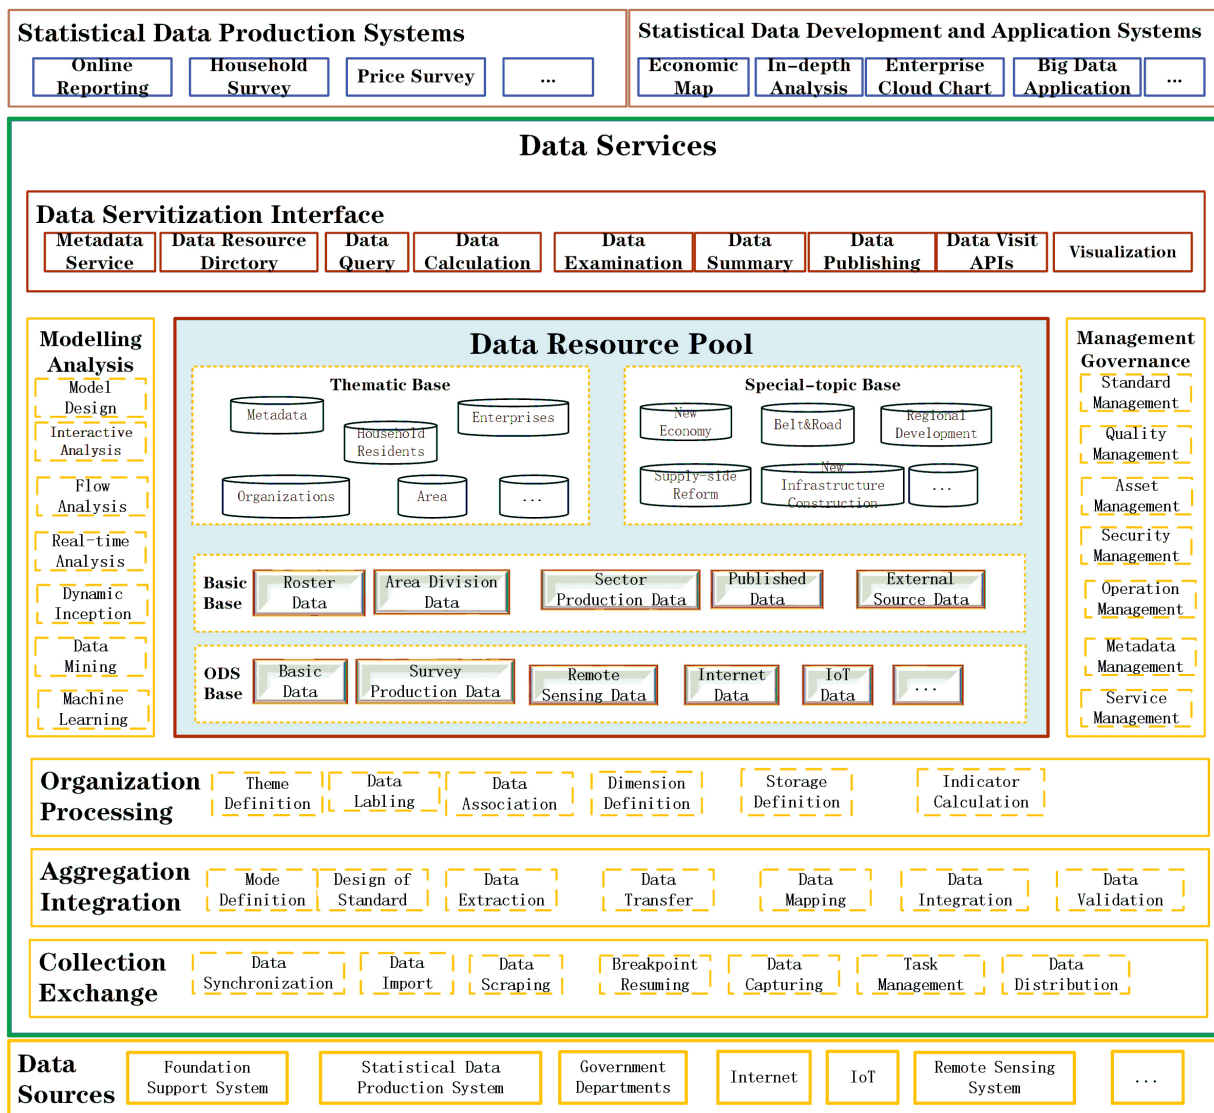 Statistical Data Production Systems
Online
Reporting
Household
Survey
Price Survey
...
Statistical Data Development and Application Systems
Economic
Map
In-depth
Analysis
Enterprise
Cloud Chart
Big Data
Application
...
Data Services
Data Servitization Interface
Metadata
Service
Data Resource
Dirctory
Data
Query
Data
Calculation
Data
Examination
Data
Summary
Data
Publishing
Data Visit
APIs
Visualization
Modelling
Analysis
Model
Design
Interactive
Analysis
Flow
Analysis
Real-time
Analysis
Dynamic
Inception
Data
Mining
Machine
Learning
Data Resource Pool
Thematic Base
Metadata
Household
Residents
Enterprises
Organizations
Area
...
Special-topic Base
New
Economy
Belt&Road
Regional
Development
Supply-side
Reform
New
Infrastructure
Construction
...
Basic
Base
Roster
Data
Area Division
Data
Sector
Production Data
Published
Data
External
Source Data
ODS
Base
Basic
Data
Survey
Production Data
Remote
Sensing Data
Internet
Data
IoT
Data
...
Management
Governance
Standard
Management
Quality
Management
Asset
Management
Security
Management
Operation
Management
Metadata
Management
Service
Management
Organization
Processing
Theme
Definition
Data
Labling
Data
Association
Dimension
Definition
Storage
Definition
Indicator
Calculation
Aggregation
Integration
Mode
Definition
Design of
Standard
Data
Extraction
Data
Transfer
Data
Mapping
Data
Integration
Data
Validation
Collection
Exchange
Data
Synchronization
Data
Import
Data
Scraping
Breakpoint
Resuming
Data
Capturing
Task
Management
Data
Distribution
Data
Sources
Foundation
Support System
Statistical Data
Production System
Government
Departments
Internet
IoT
Remote Sensing
System
...